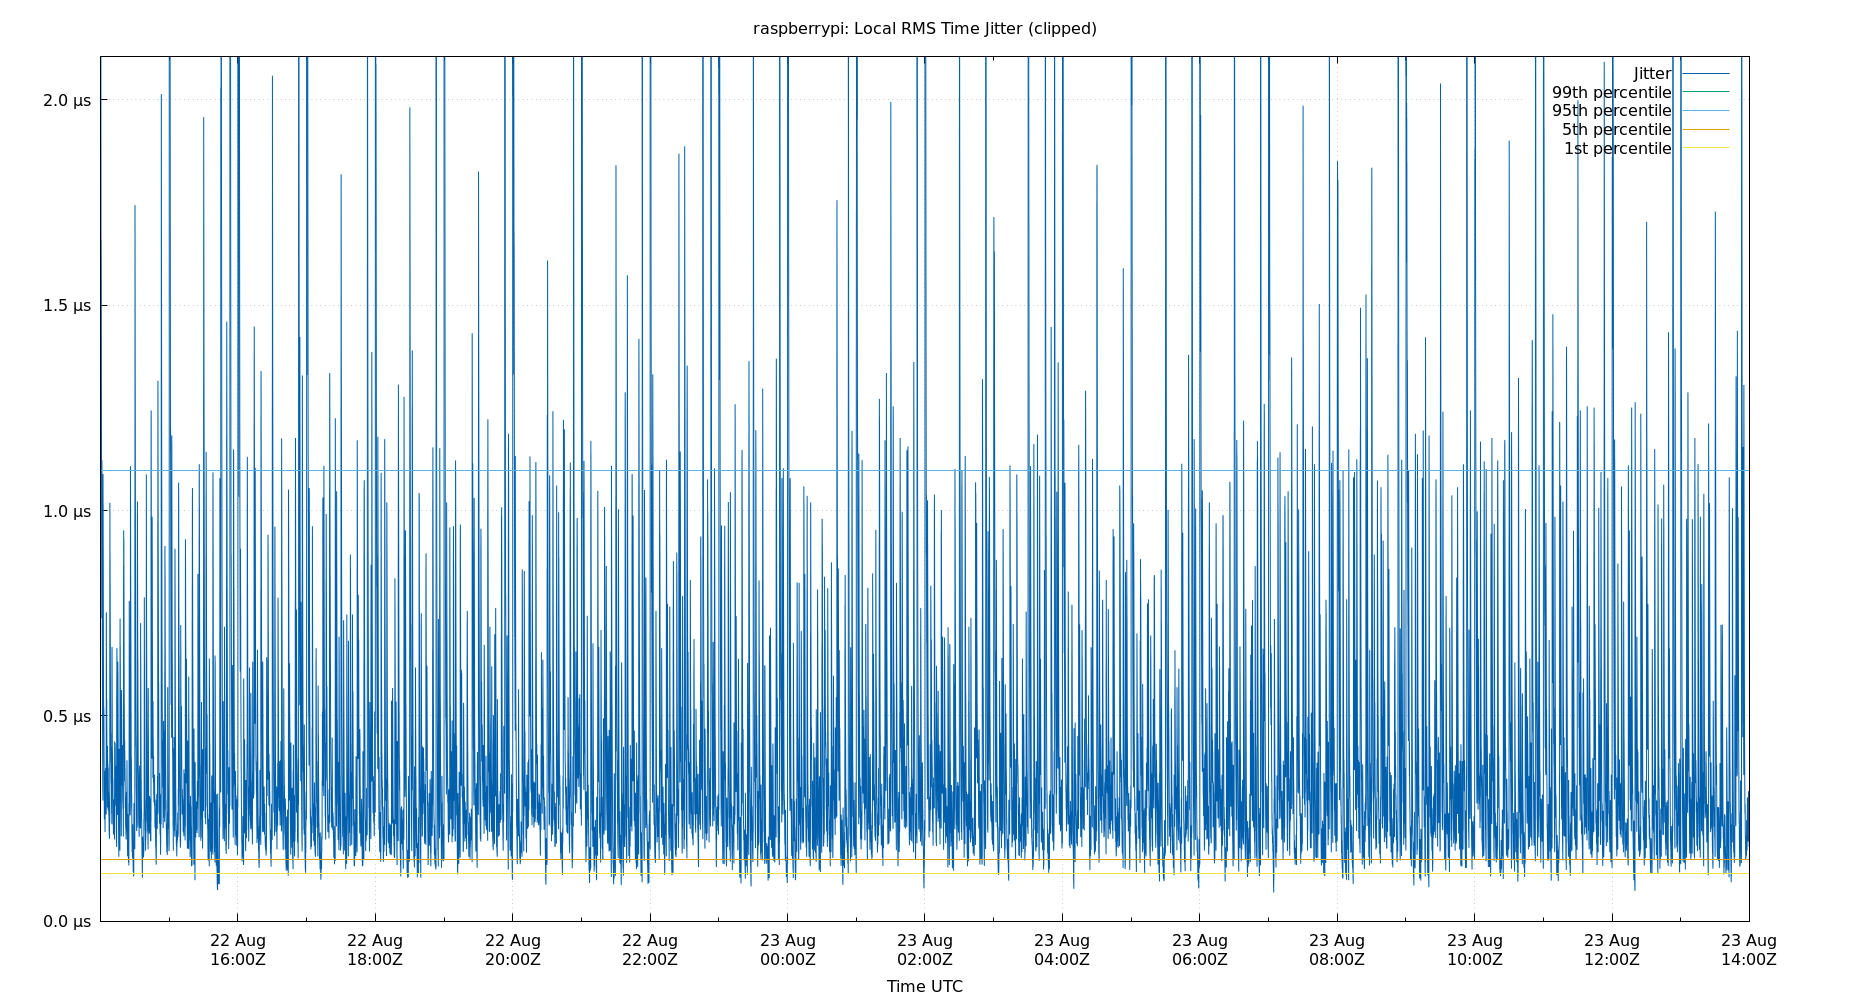 raspberrypi: Local RMS Time Jitter (clipped)
Jitter
99th percentile
95th percentile
5th percentile
1st percentile
2.0 µs
1.5 µs
1.0 µs
0.5 µs
0.0 µs
22 Aug 22 Aug 22 Aug 22 Aug 23 Aug 23 Aug 23 Aug 23 Aug 23 Aug 23 Aug 23 Aug 23 Aug
16:00Z 18:00Z 20:00Z 22:00Z 00:00Z 02:00Z 04:00Z 06:00Z 08:00Z 10:00Z 12:00Z 14:00Z
Time UTC